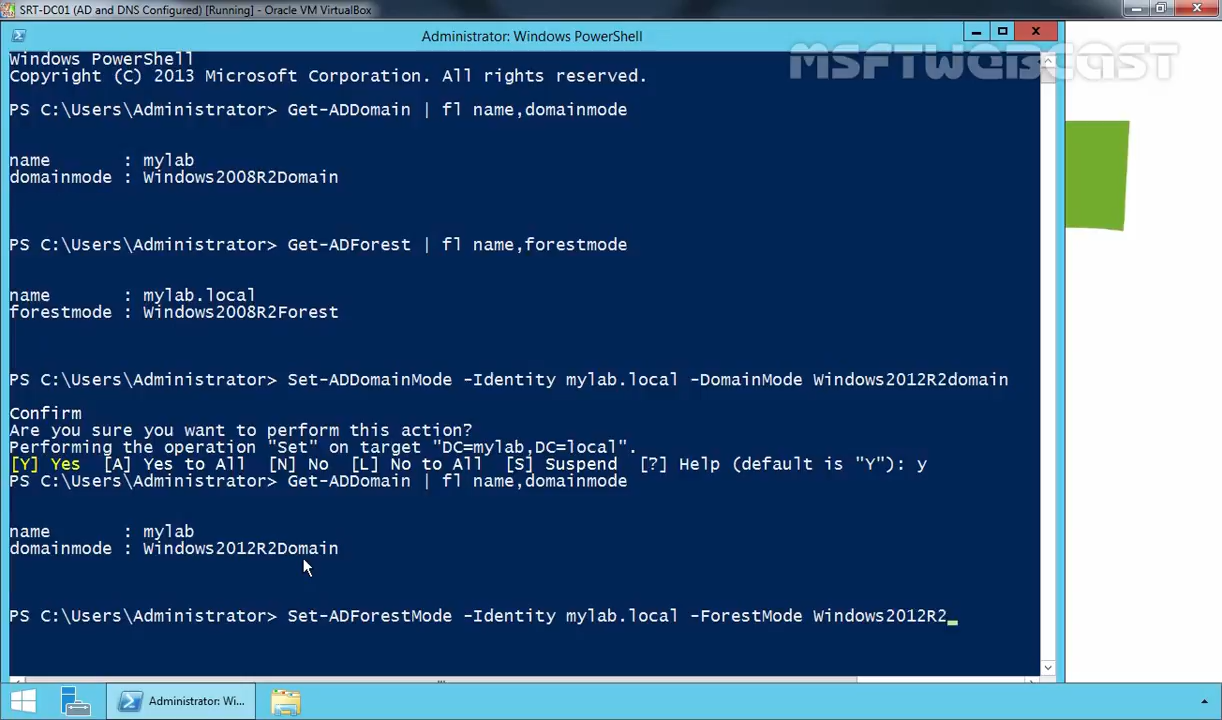 SRT-DC01 (AD and DNS Configured) [Running] - Oracle VM VirtualBox
Administrator: Windows PowerShell
MSFTWEBCAST
Windows PowerShell
Copyright (C) 2013 Microsoft Corporation. All rights reserved.
PS C:\Users\Administrator> Get-ADDomain | fl name,domainmode
name : mylab
domainmode : Windows2008R2Domain
PS C:\Users\Administrator> Get-ADForest | fl name,forestmode
name : mylab.local
forestmode : Windows2008R2Forest
PS C:\Users\Administrator> Set-ADDomainMode -Identity mylab.local -DomainMode Windows2012R2domain
Confirm
Are you sure you want to perform this action?
Performing the operation "Set" on target "DC=mylab,DC=local".
[Y] Yes [A] Yes to All [N] No [L] No to All [S] Suspend [?] Help (default is "Y"): y
PS C:\Users\Administrator> Get-ADDomain | fl name,domainmode
name : mylab
domainmode : Windows2012R2Domain
PS C:\Users\Administrator> Set-ADForestMode -Identity mylab.local -ForestMode Windows2012R2
Administrator: Wi...